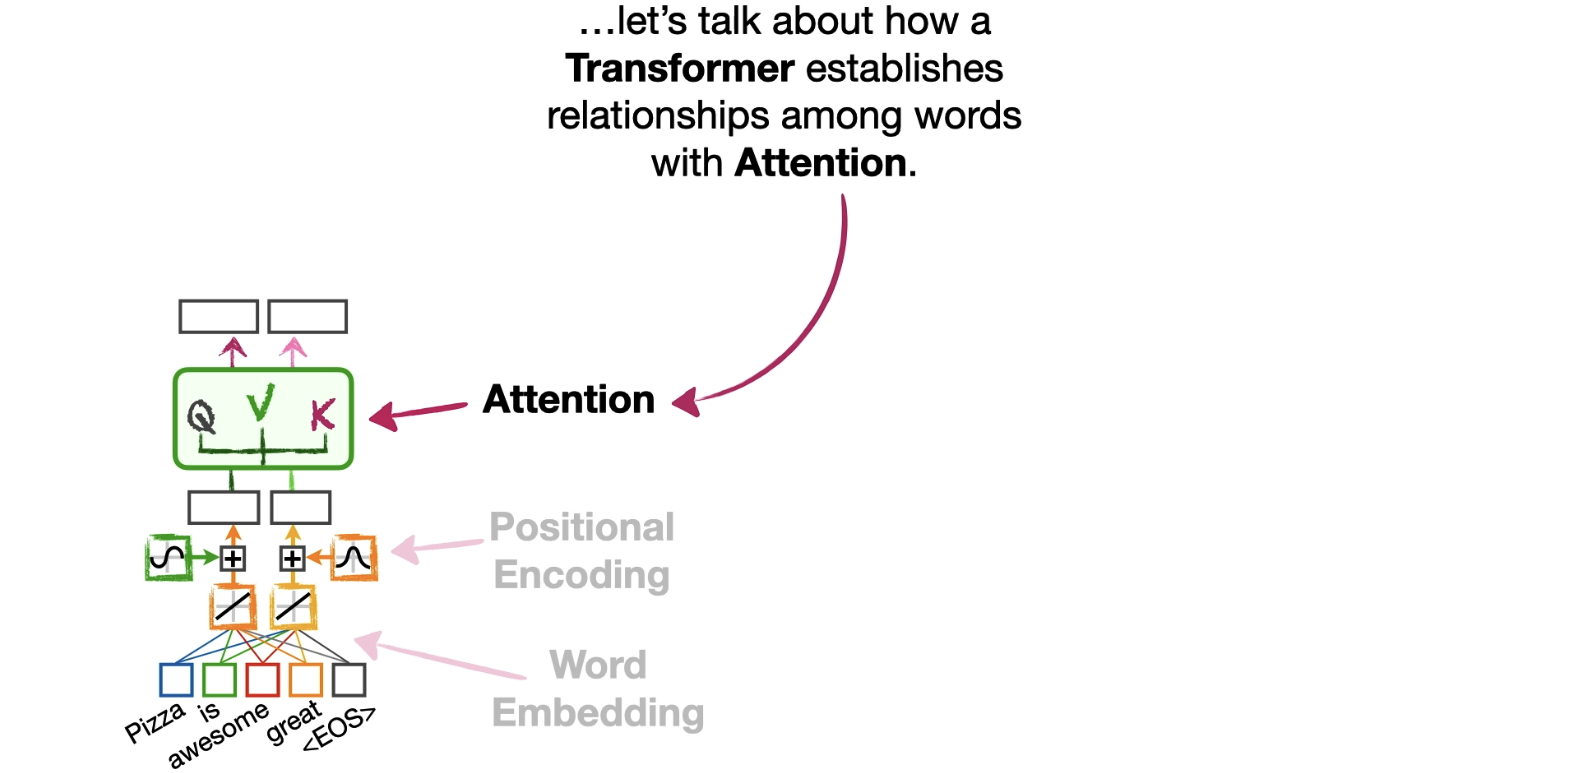 ...let's talk about how a
Transformer establishes
relationships among words
with Attention.
Attention
Q V K
Positional
Encoding
+ +
Word
Embedding
Pizza is awesome great <EOS>